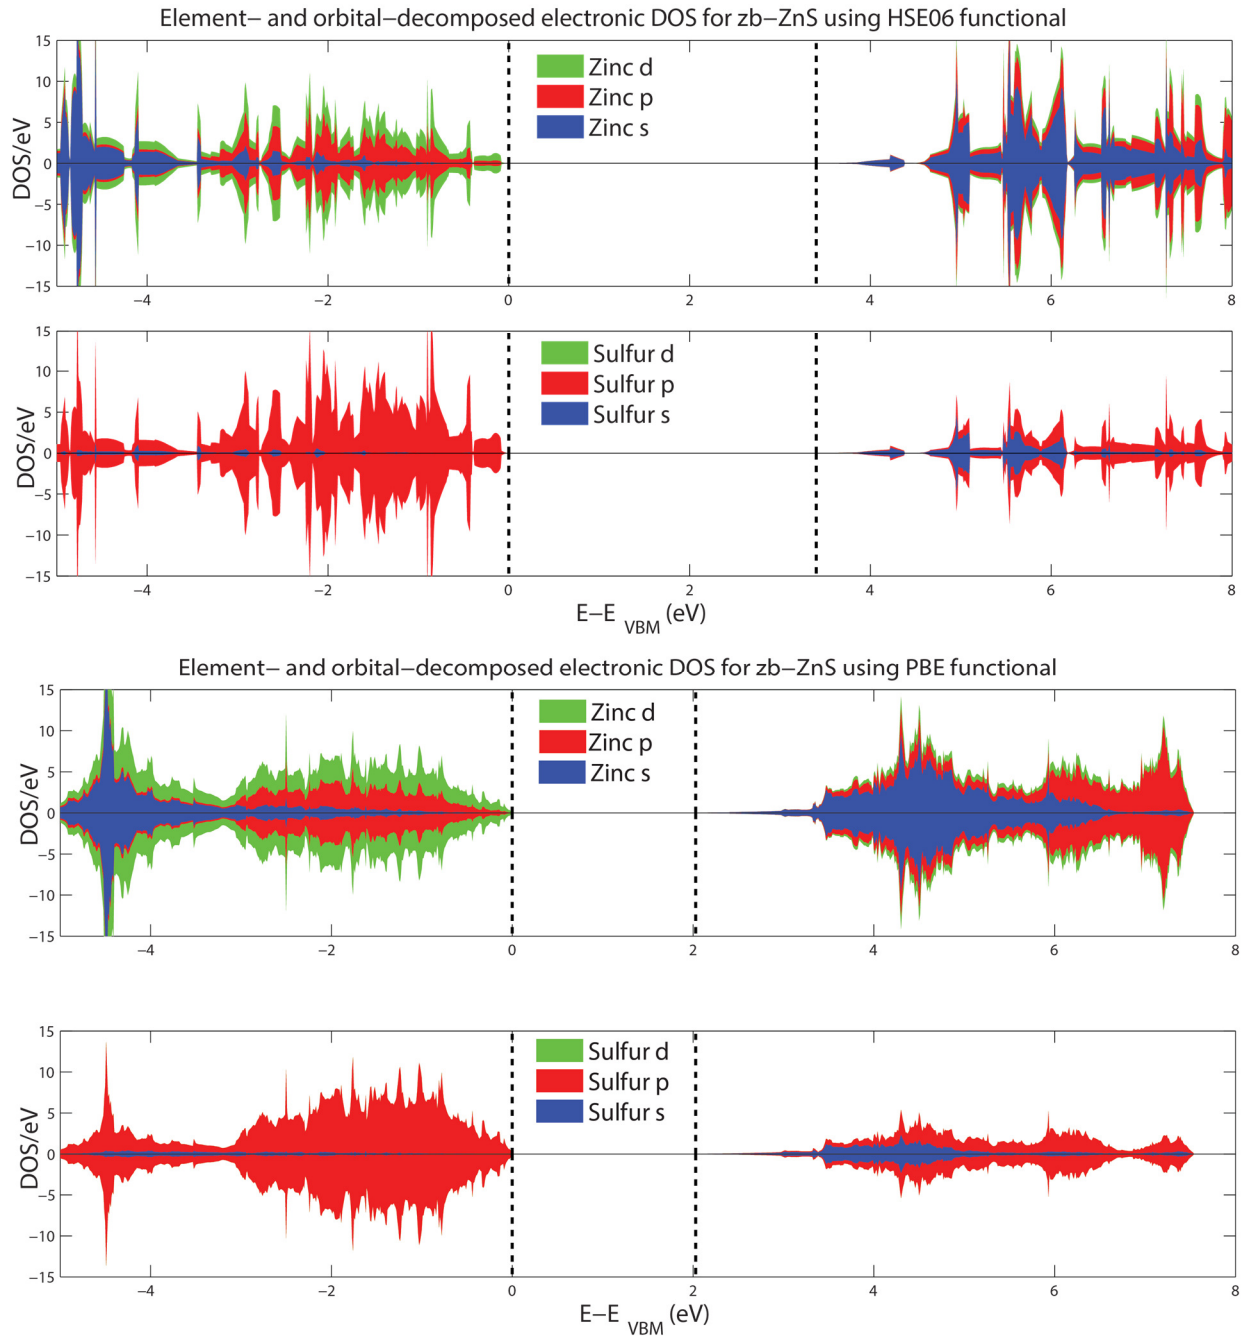 Element− and orbital−decomposed electronic DOS for zb−ZnS using HSE06 functional
15
10
5
0
−5
−10
−15
DOS/eV
Zinc d
Zinc p
Zinc s
−4
−2
0
2
4
6
8
15
10
5
0
−5
−10
−15
DOS/eV
Sulfur d
Sulfur p
Sulfur s
−4
−2
0
2
4
6
8
E−E VBM (eV)
Element− and orbital−decomposed electronic DOS for zb−ZnS using PBE functional
15
10
5
0
−5
−10
−15
DOS/eV
Zinc d
Zinc p
Zinc s
−4
−2
0
2
4
6
8
15
10
5
0
−5
−10
−15
DOS/eV
Sulfur d
Sulfur p
Sulfur s
−4
−2
0
2
4
6
8
E−E VBM (eV)